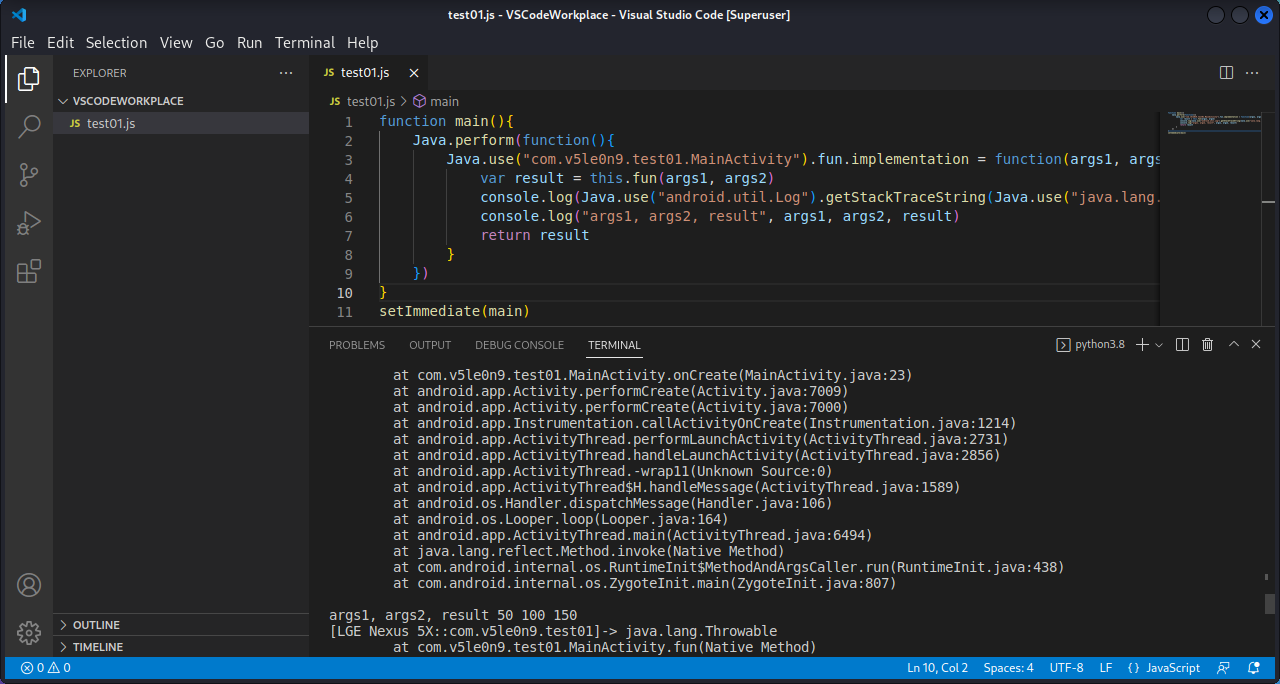 test01.js - VSCodeWorkplace - Visual Studio Code [Superuser]
File Edit Selection View Go Run Terminal Help
EXPLORER
VSCODEWORKPLACE
JS test01.js
OUTLINE
TIMELINE
JS test01.js
JS test01.js > main
1 function main(){
2 Java.perform(function(){
3 Java.use("com.v5le0n9.test01.MainActivity").fun.implementation = function(args1, args
4 var result = this.fun(args1, args2)
5 console.log(Java.use("android.util.Log").getStackTraceString(Java.use("java.lang.
6 console.log("args1, args2, result", args1, args2, result)
7 return result
8 }
9 })
10 }
11 setImmediate(main)
PROBLEMS OUTPUT DEBUG CONSOLE TERMINAL
python3.8
at com.v5le0n9.test01.MainActivity.onCreate(MainActivity.java:23)
at android.app.Activity.performCreate(Activity.java:7009)
at android.app.Activity.performCreate(Activity.java:7000)
at android.app.Instrumentation.callActivityOnCreate(Instrumentation.java:1214)
at android.app.ActivityThread.performLaunchActivity(ActivityThread.java:2731)
at android.app.ActivityThread.handleLaunchActivity(ActivityThread.java:2856)
at android.app.ActivityThread.-wrap11(Unknown Source:0)
at android.app.ActivityThread$H.handleMessage(ActivityThread.java:1589)
at android.os.Handler.dispatchMessage(Handler.java:106)
at android.os.Looper.loop(Looper.java:164)
at android.app.ActivityThread.main(ActivityThread.java:6494)
at java.lang.reflect.Method.invoke(Native Method)
at com.android.internal.os.RuntimeInit$MethodAndArgsCaller.run(RuntimeInit.java:438)
at com.android.internal.os.ZygoteInit.main(ZygoteInit.java:807)
args1, args2, result 50 100 150
[LGE Nexus 5X::com.v5le0n9.test01]-> java.lang.Throwable
at com.v5le0n9.test01.MainActivity.fun(Native Method)
0 0 Ln 10, Col 2 Spaces: 4 UTF-8 LF {} JavaScript